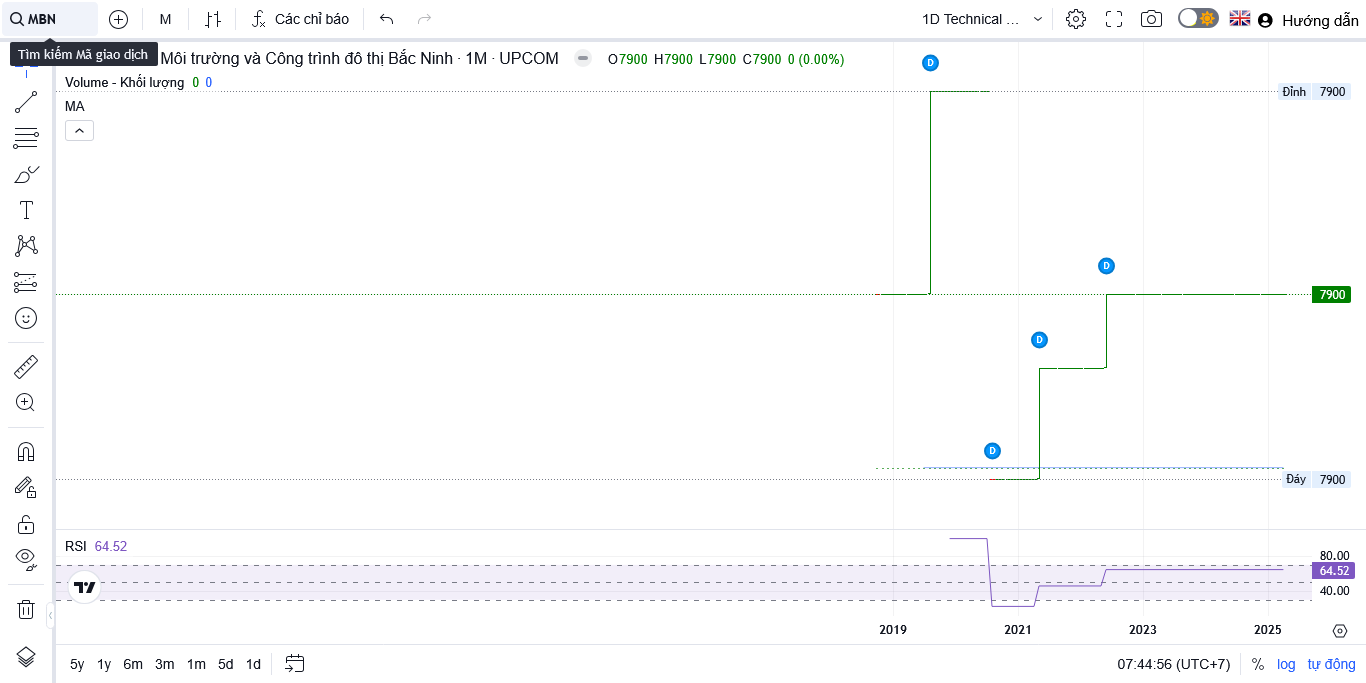 MBN
M
Các chỉ báo
1D Technical ...
Hướng dẫn
Tìm kiếm Mã giao dịch
Môi trường và Công trình đô thị Bắc Ninh · 1M · UPCOM
O7900 H7900 L7900 C7900 0 (0.00%)
Volume - Khối lượng 0 0
MA
D
Đỉnh 7900
D
7900
D
D
Đáy 7900
RSI 64.52
80.00
64.52
40.00
2019 2021 2023 2025
5y 1y 6m 3m 1m 5d 1d
07:44:56 (UTC+7) % log tự động